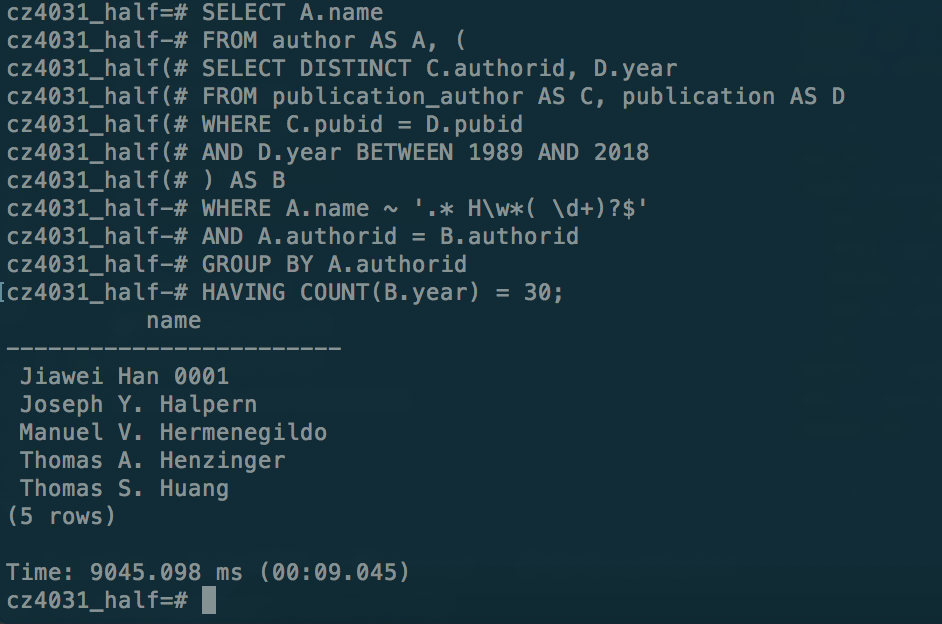 cz4031_half=# SELECT A.name
cz4031_half-# FROM author AS A, (
cz4031_half(# SELECT DISTINCT C.authorid, D.year
cz4031_half(# FROM publication_author AS C, publication AS D
cz4031_half(# WHERE C.pubid = D.pubid
cz4031_half(# AND D.year BETWEEN 1989 AND 2018
cz4031_half(# ) AS B
cz4031_half-# WHERE A.name ~ '.* H\w*( \d+)?$'
cz4031_half-# AND A.authorid = B.authorid
cz4031_half-# GROUP BY A.authorid
[cz4031_half-# HAVING COUNT(B.year) = 30;
name
------------------------
Jiawei Han 0001
Joseph Y. Halpern
Manuel V. Hermenegildo
Thomas A. Henzinger
Thomas S. Huang
(5 rows)
Time: 9045.098 ms (00:09.045)
cz4031_half=#